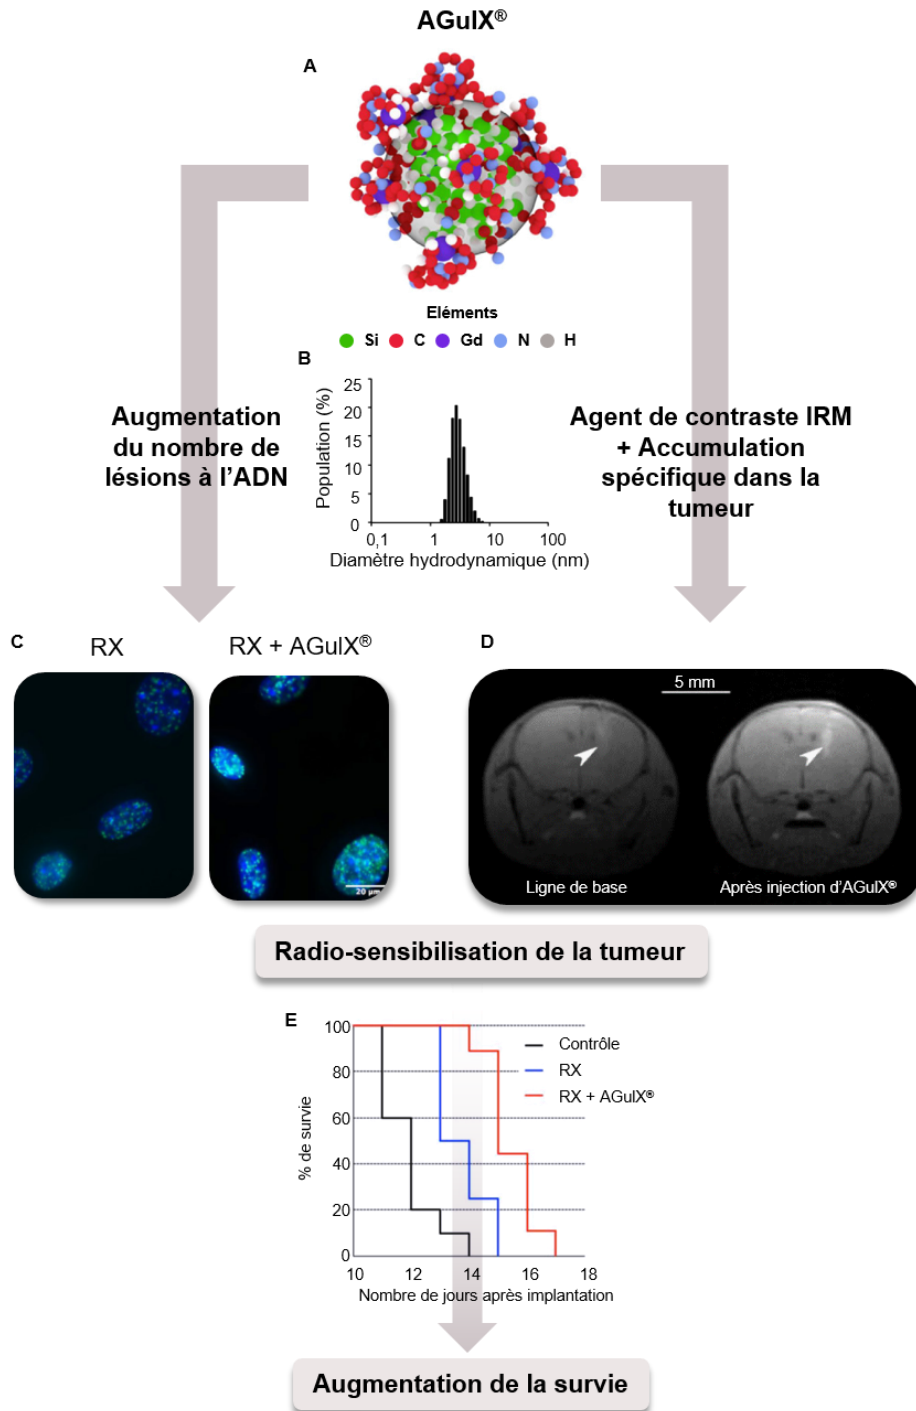 AGuIX®
A
Eléments
Si C Gd N H
B
25
20
15
10
5
0
Population (%)
0,1 1 10 100
Diamètre hydrodynamique (nm)
Augmentation
du nombre de
lésions à l'ADN
Agent de contraste IRM
+ Accumulation
spécifique dans la
tumeur
C
RX
RX + AGuIX®
20 µm
D
5 mm
Ligne de base
Après injection d'AGuIX®
Radio-sensibilisation de la tumeur
E
100
80
60
40
20
0
% de survie
Contrôle
RX
RX + AGuIX®
10 12 14 16 18
Nombre de jours après implantation
Augmentation de la survie